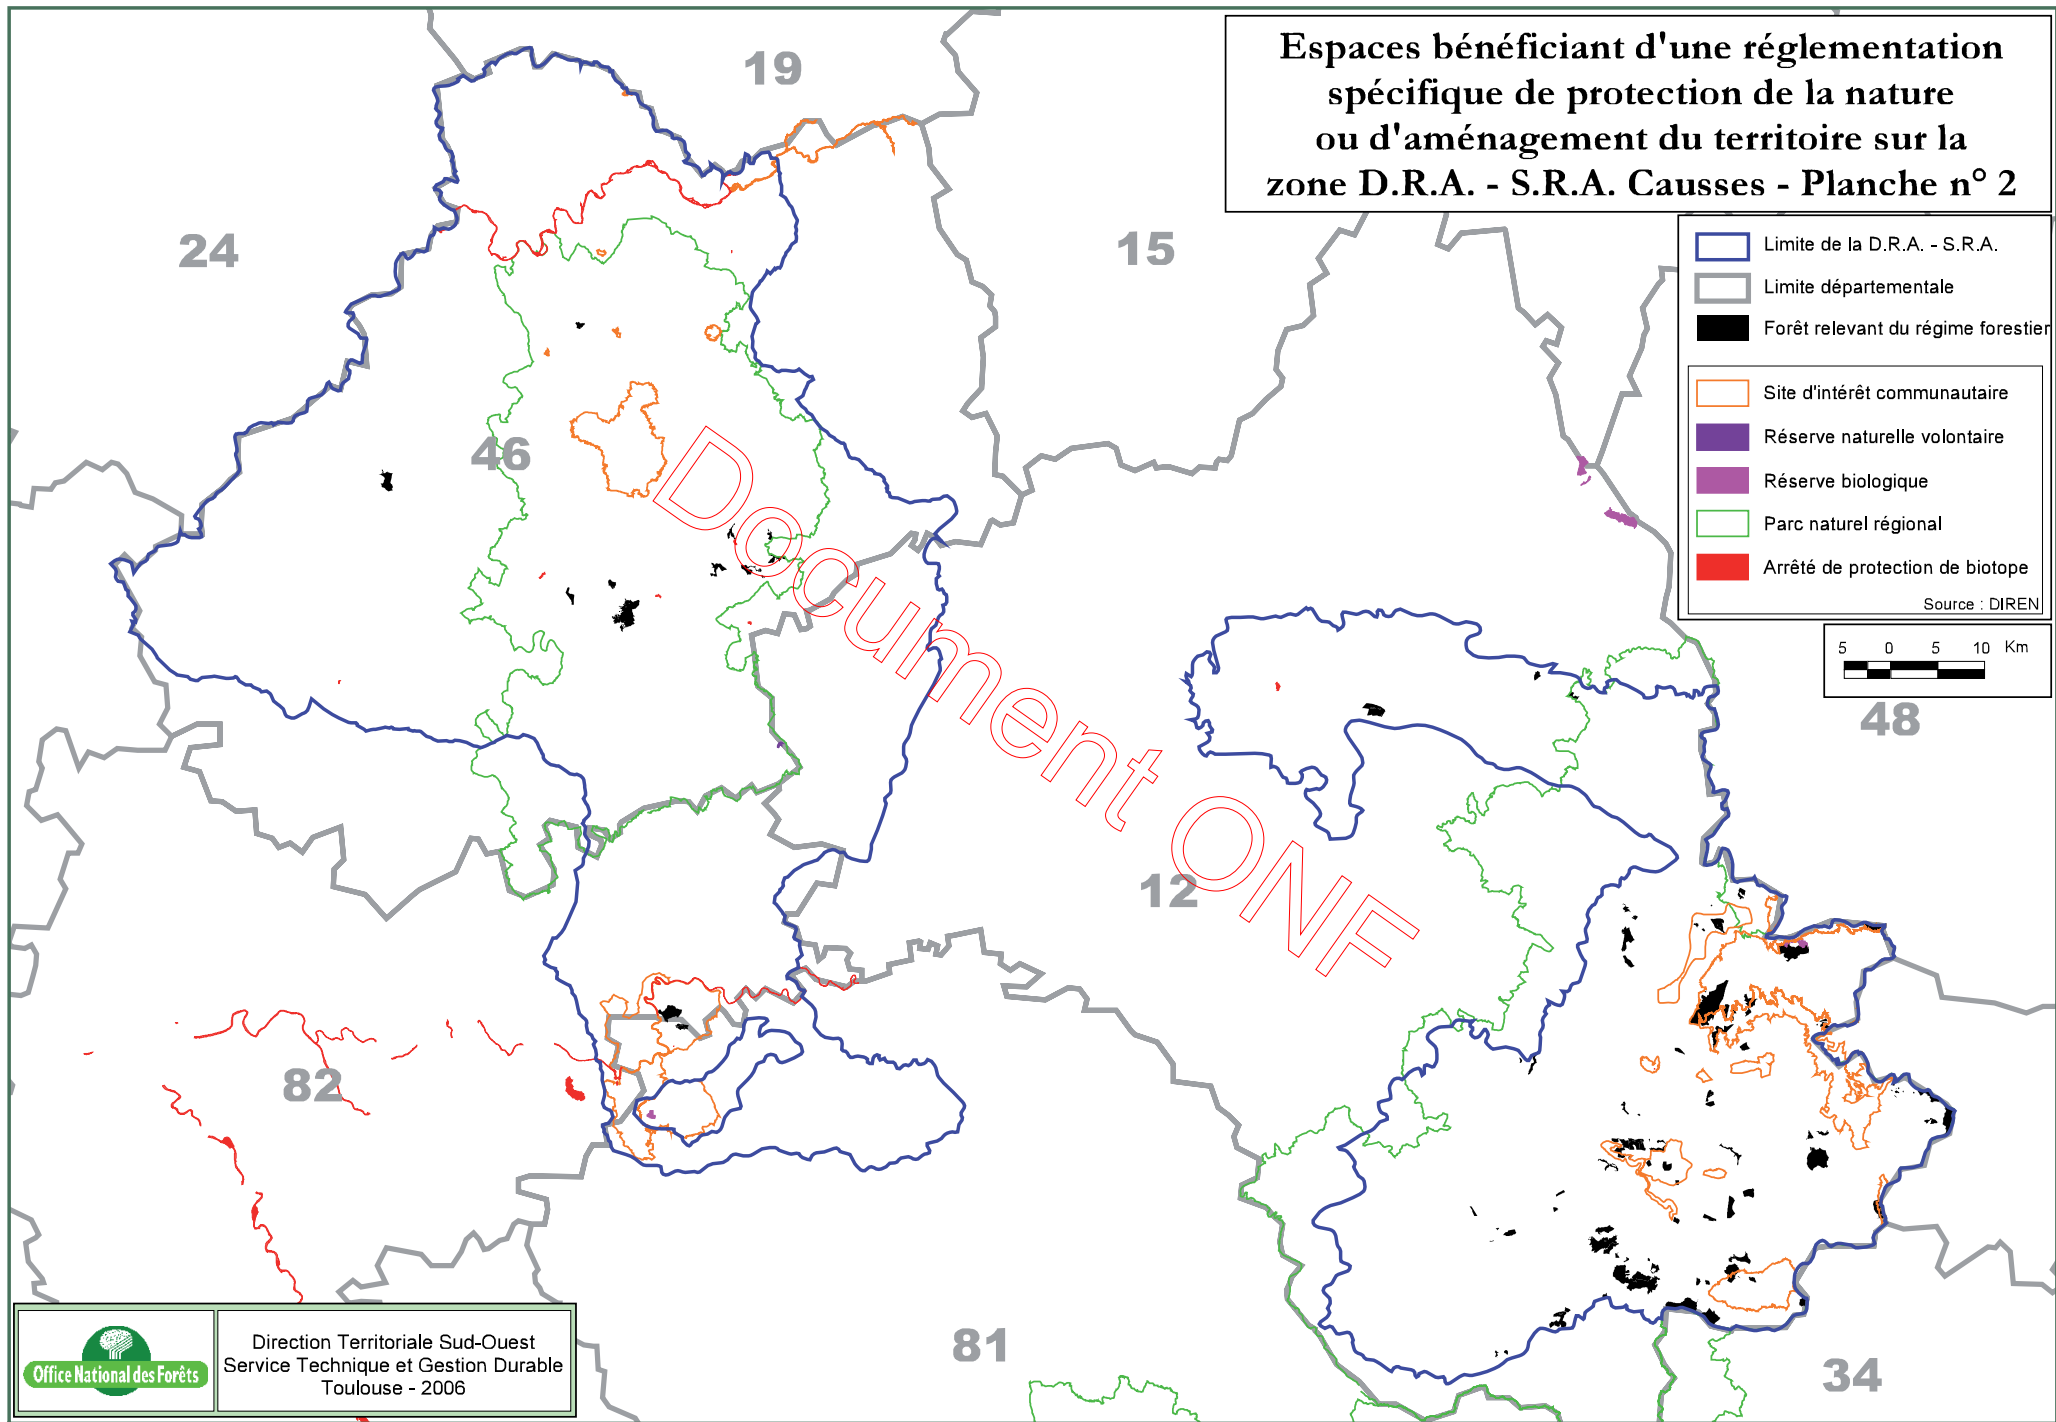 Espaces bénéficiant d'une réglementation
spécifique de protection de la nature
ou d'aménagement du territoire sur la
zone D.R.A. - S.R.A. Causses - Planche n° 2
19
24
15
46
12
48
82
81
34
Limite de la D.R.A. - S.R.A.
Limite départementale
Forêt relevant du régime forestier
Site d'intérêt communautaire
Réserve naturelle volontaire
Réserve biologique
Parc naturel régional
Arrêté de protection de biotope
Source : DIREN
5 0 5 10 Km
Document ONF
Office National des Forêts
Direction Territoriale Sud-Ouest
Service Technique et Gestion Durable
Toulouse - 2006